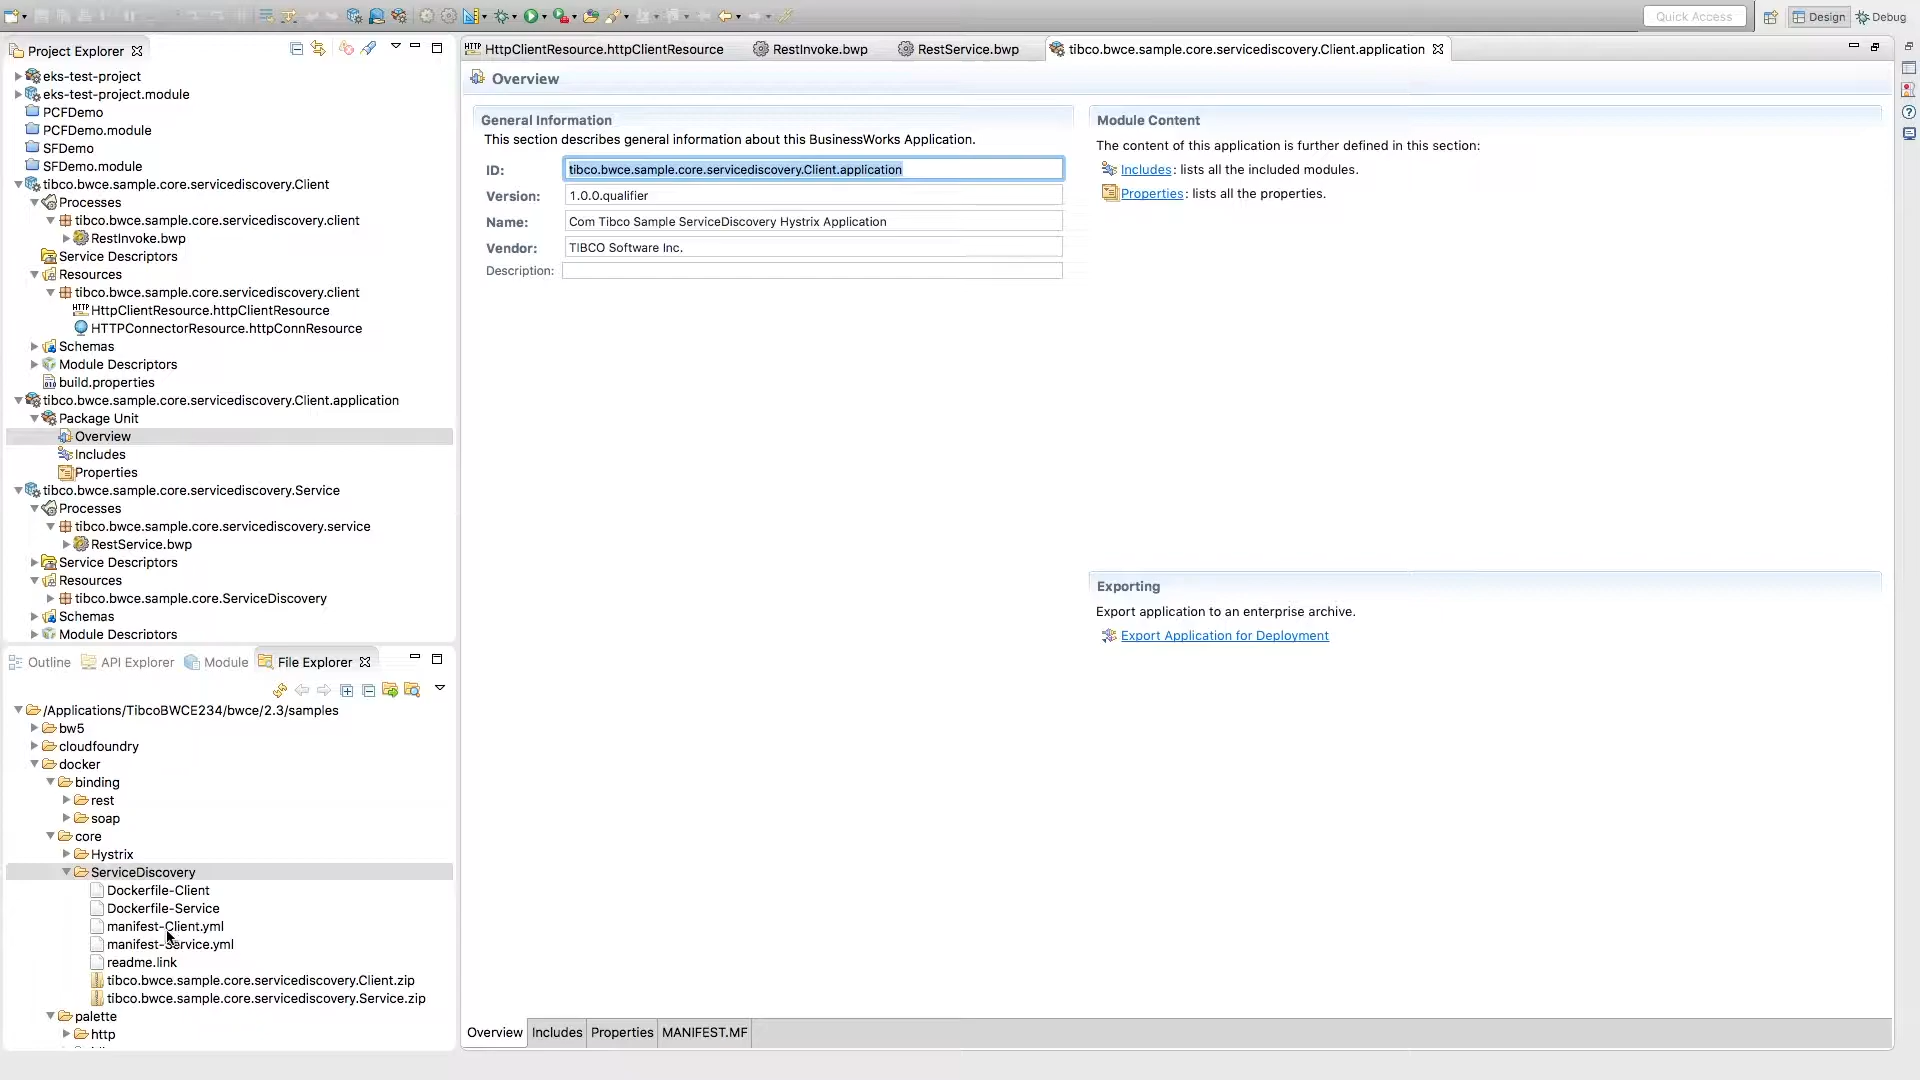 Quick Access
Design
Debug
Project Explorer
HttpClientResource.httpClientResource
RestInvoke.bwp
RestService.bwp
tibco.bwce.sample.core.servicediscovery.Client.application
eks-test-project
eks-test-project.module
PCFDemo
PCFDemo.module
SFDemo
SFDemo.module
tibco.bwce.sample.core.servicediscovery.Client
Processes
tibco.bwce.sample.core.servicediscovery.client
RestInvoke.bwp
Service Descriptors
Resources
tibco.bwce.sample.core.servicediscovery.client
HTTP HttpClientResource.httpClientResource
HTTPConnectorResource.httpConnResource
Schemas
Module Descriptors
build.properties
tibco.bwce.sample.core.servicediscovery.Client.application
Package Unit
Overview
Includes
Properties
tibco.bwce.sample.core.servicediscovery.Service
Processes
tibco.bwce.sample.core.servicediscovery.service
RestService.bwp
Service Descriptors
Resources
tibco.bwce.sample.core.ServiceDiscovery
Schemas
Module Descriptors
Overview
General Information
This section describes general information about this BusinessWorks Application.
ID: tibco.bwce.sample.core.servicediscovery.Client.application
Version: 1.0.0.qualifier
Name: Com Tibco Sample ServiceDiscovery Hystrix Application
Vendor: TIBCO Software Inc.
Description:
Module Content
The content of this application is further defined in this section:
Includes: lists all the included modules.
Properties: lists all the properties.
Exporting
Export application to an enterprise archive.
Export Application for Deployment
Outline
API Explorer
Module
File Explorer
/Applications/TibcoBWCE234/bwce/2.3/samples
bw5
cloudfoundry
docker
binding
rest
soap
core
Hystrix
ServiceDiscovery
Dockerfile-Client
Dockerfile-Service
manifest-Client.yml
manifest-Service.yml
readme.link
tibco.bwce.sample.core.servicediscovery.Client.zip
tibco.bwce.sample.core.servicediscovery.Service.zip
palette
http
Overview
Includes
Properties
MANIFEST.MF